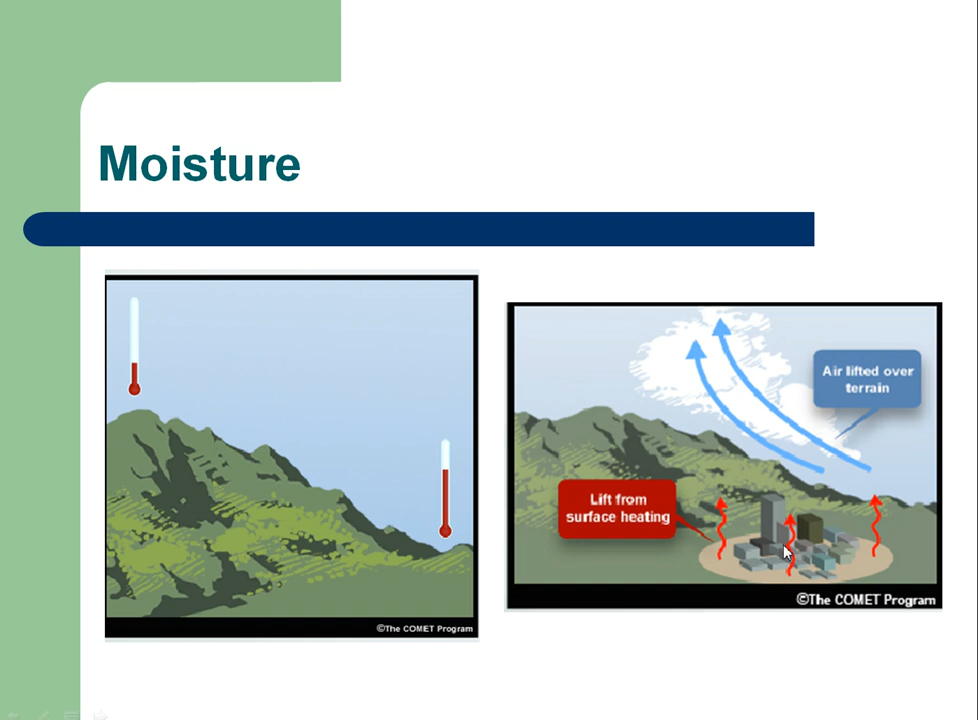 Moisture
©The COMET Program
Air lifted over
terrain
Lift from
surface heating
©The COMET Program